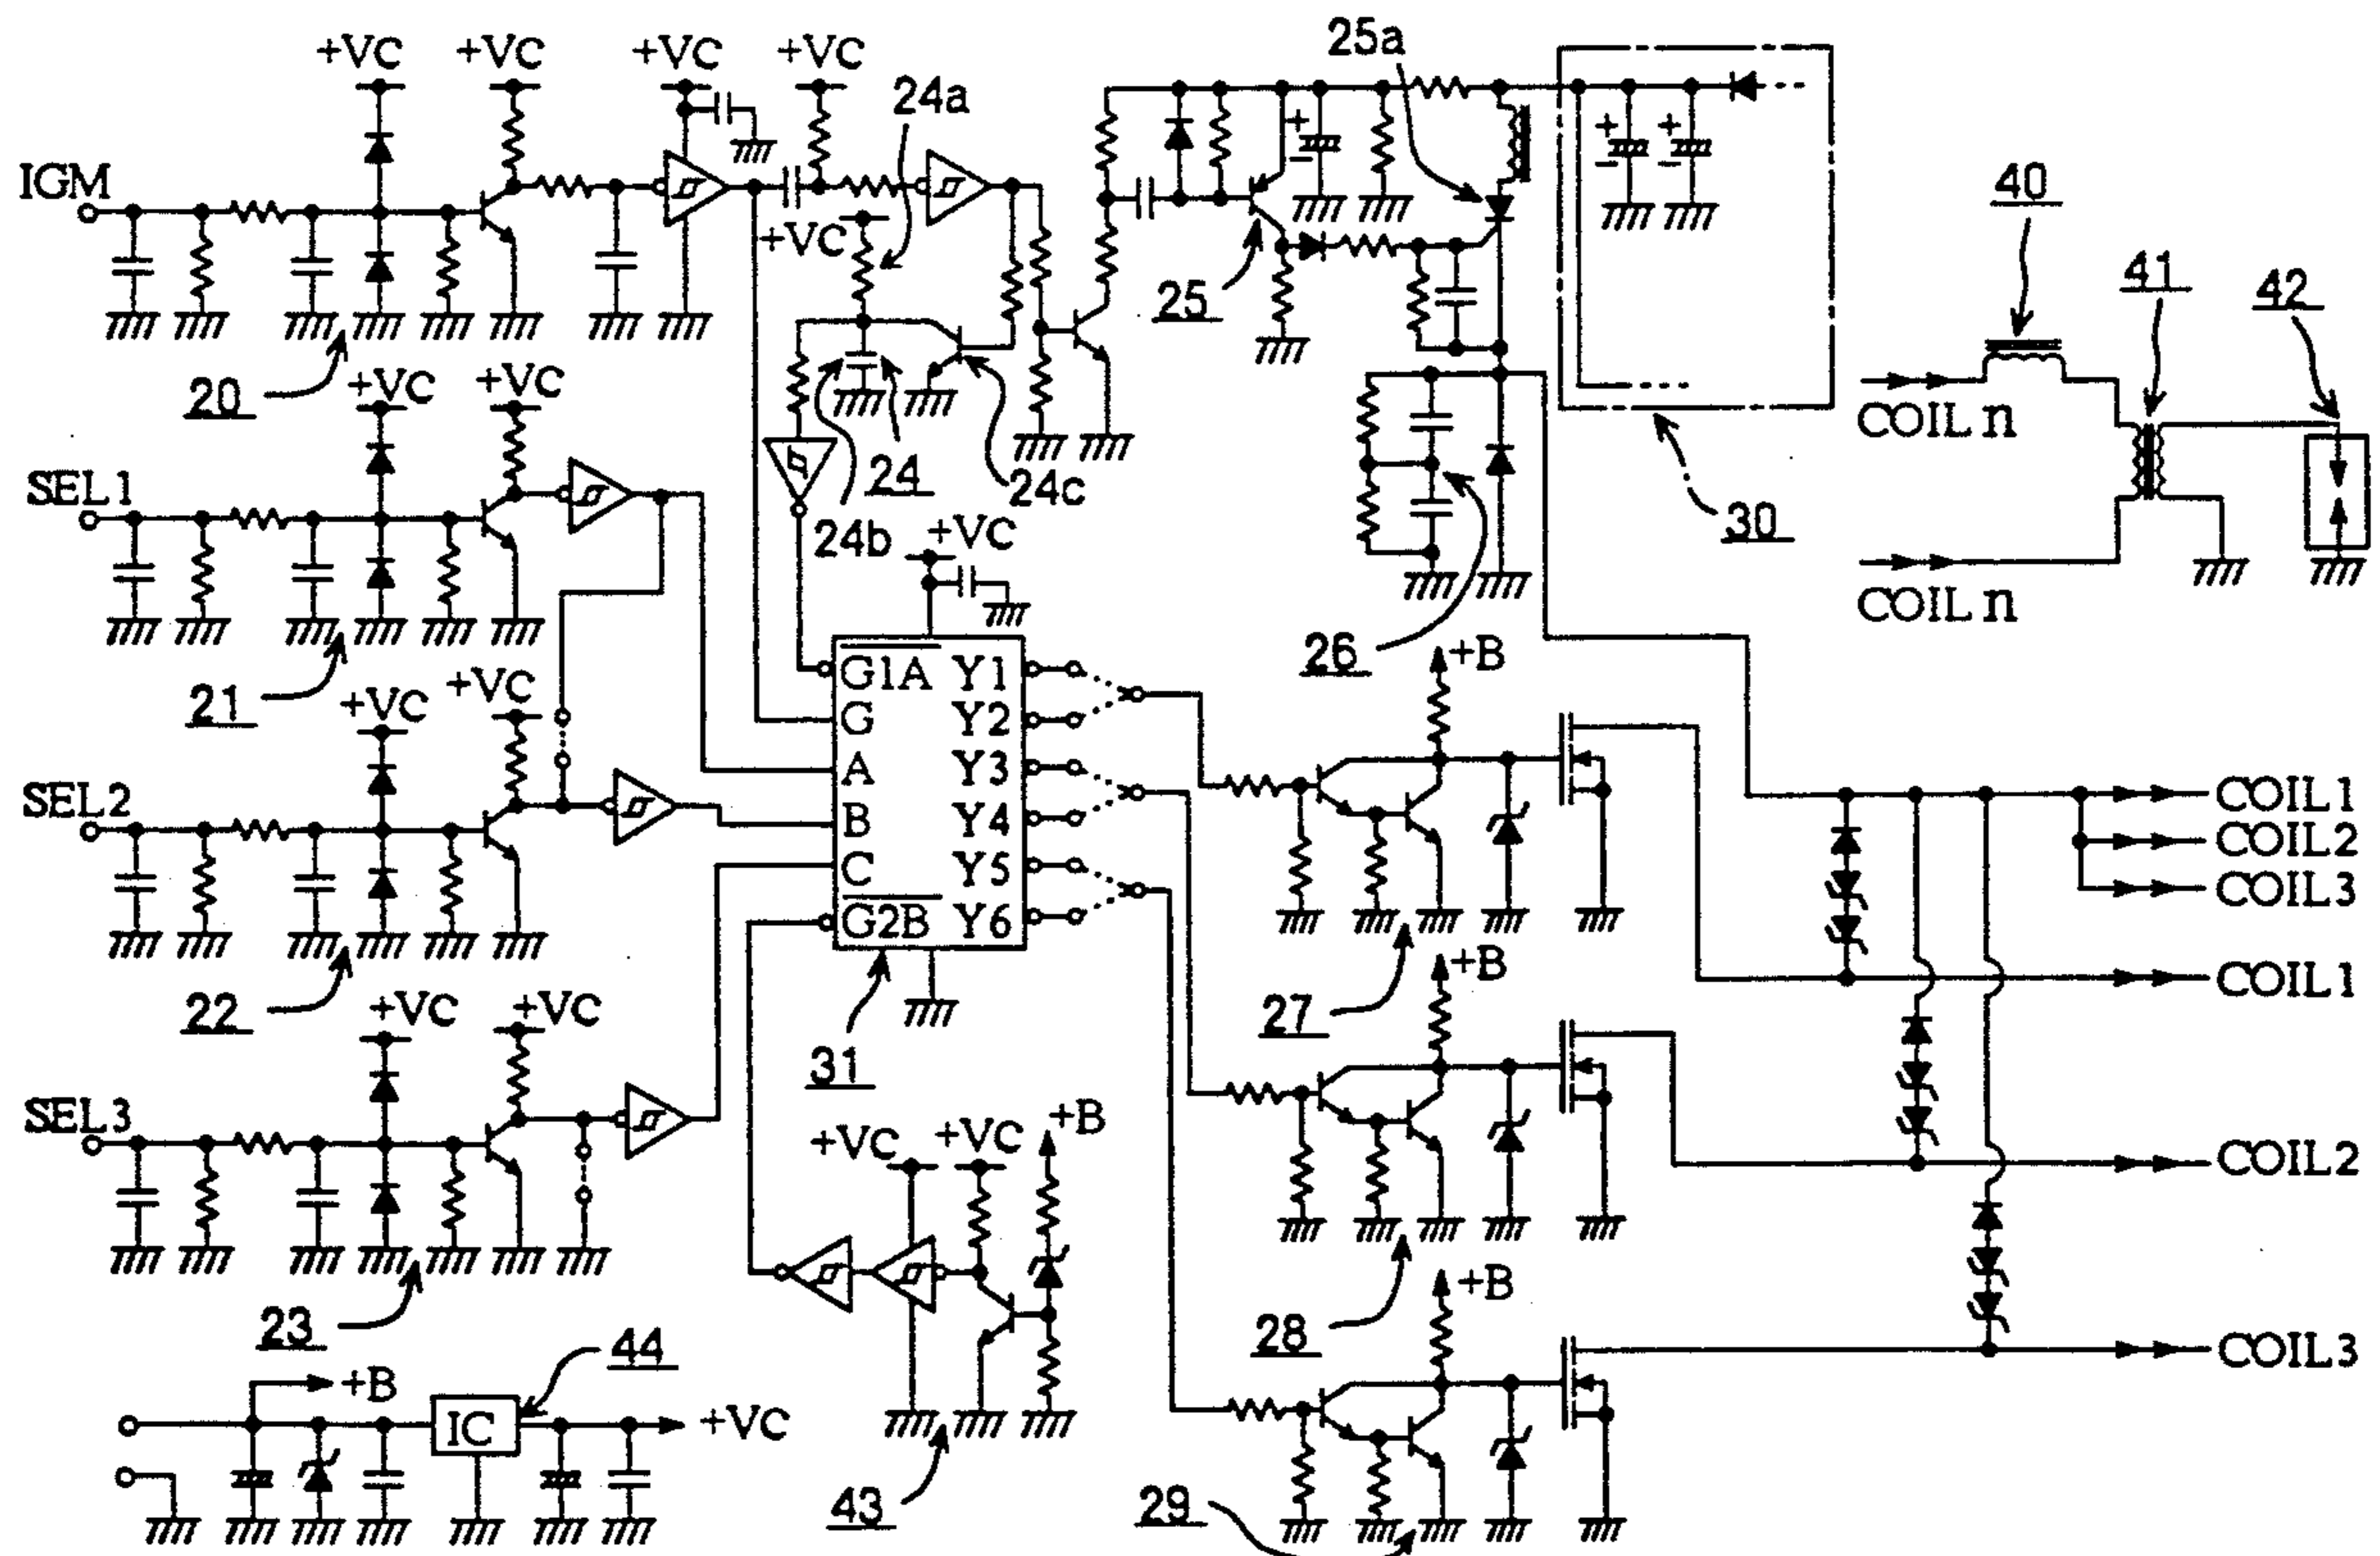 +VC +VC +VC +VC 25a
24a
IGM
40
+VC
41
42
25
20
+VC +VC
COIL n
SEL1
24
24c
24b
30
+VC
COIL n
26
G1A Y1
+B
21
+VC
+VC
G Y2
A Y3
SEL2
B Y4
COIL1
COIL2
C Y5
COIL3
G2B Y6
+B
COIL1
22
+VC +VC
27
31
SEL3
+B
+VC +VC
COIL2
+B
23
28
44
COIL3
+B
IC
+VC
43
29